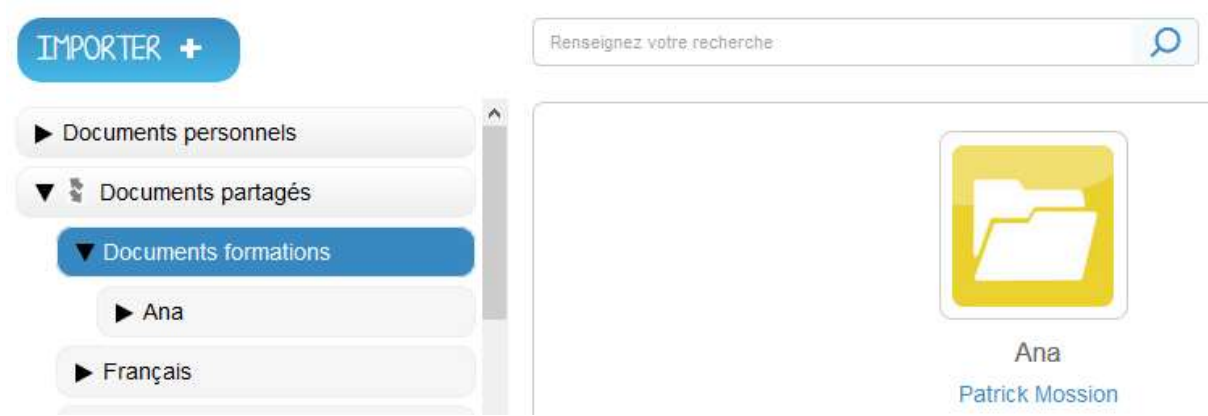 IMPORTER +
Renseignez votre recherche
Documents personnels
Documents partagés
Documents formations
Ana
Français
Ana
Patrick Mossion